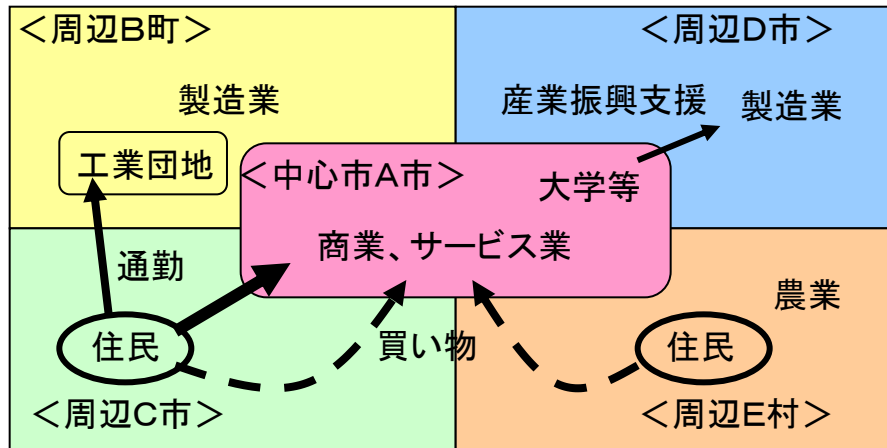 ＜周辺Ｂ町＞
＜周辺Ｄ市＞
製造業
産業振興支援
製造業
工業団地
＜中心市Ａ市＞
大学等
商業、サービス業
通勤
農業
住民
買い物
住民
＜周辺Ｃ市＞
＜周辺Ｅ村＞